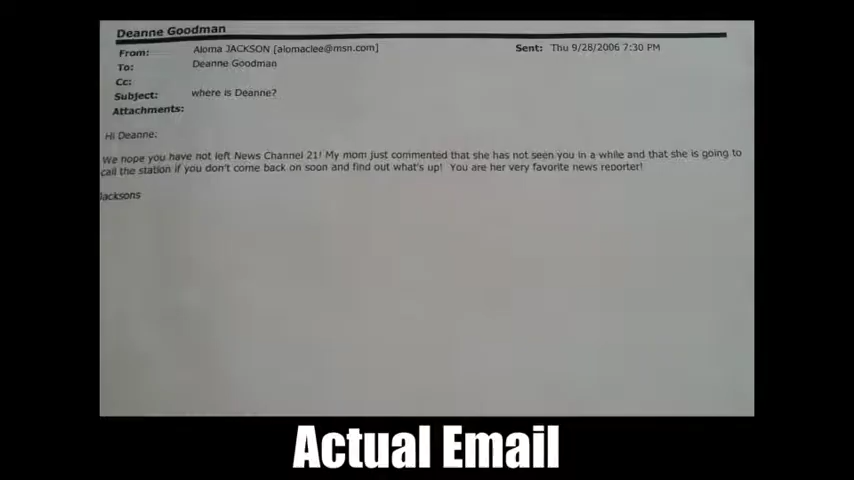 Deanne Goodman
From: Aloma JACKSON [alomaclee@msn.com] Sent: Thu 9/28/2006 7:30 PM
To: Deanne Goodman
Cc:
Subject: where is Deanne?
Attachments:
Hi Deanne:
We hope you have not left News Channel 21! My mom just commented that she has not seen you in a while and that she is going to
call the station if you don't come back on soon and find out what's up! You are her very favorite news reporter!
Jacksons
Actual Email